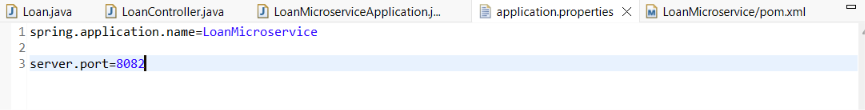 Loan.java LoanController.java LoanMicroserviceApplication.j... application.properties LoanMicroservice/pom.xml
1 spring.application.name=LoanMicroservice
2
3 server.port=8082